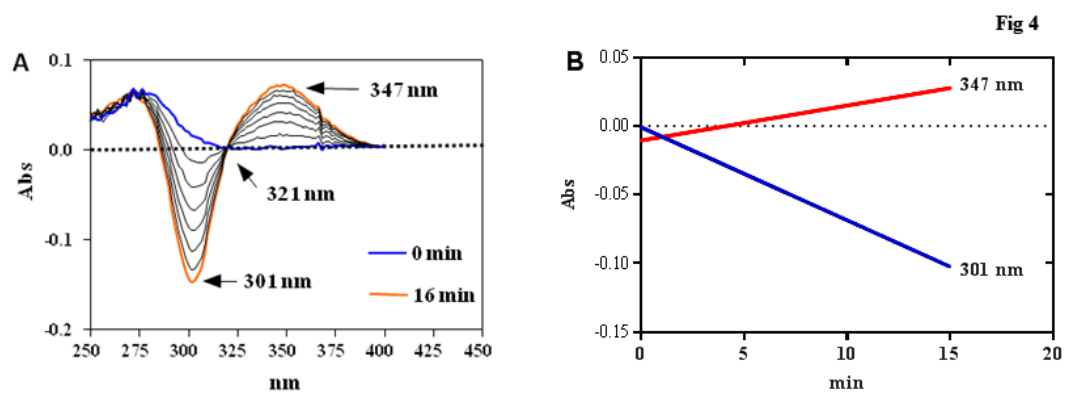 Fig 4
A
0.1
0.0
-0.1
-0.2
Abs
347 nm
321 nm
301 nm
0 min
16 min
250 275 300 325 350 375 400 425 450
nm
B
0.05
0.00
-0.05
-0.10
-0.15
Abs
347 nm
301 nm
0 5 10 15 20
min